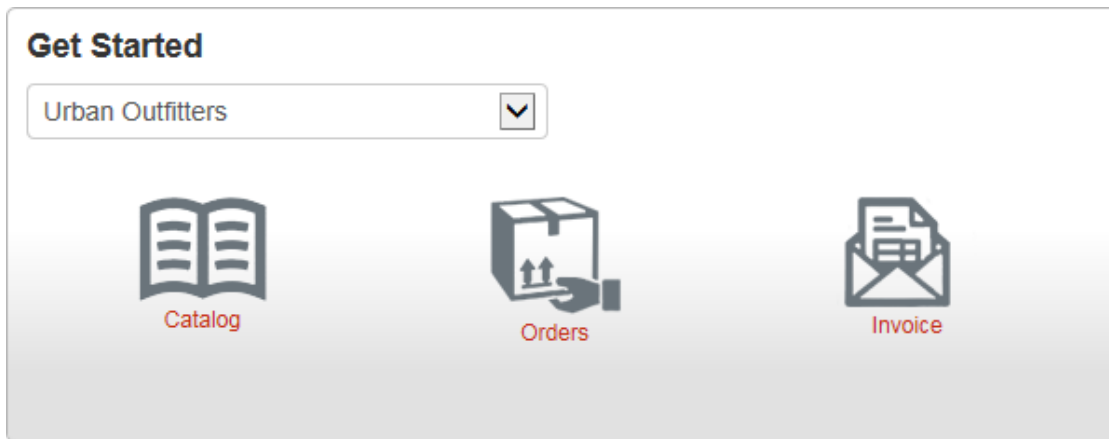 Get Started
Urban Outfitters
Catalog
Orders
Invoice